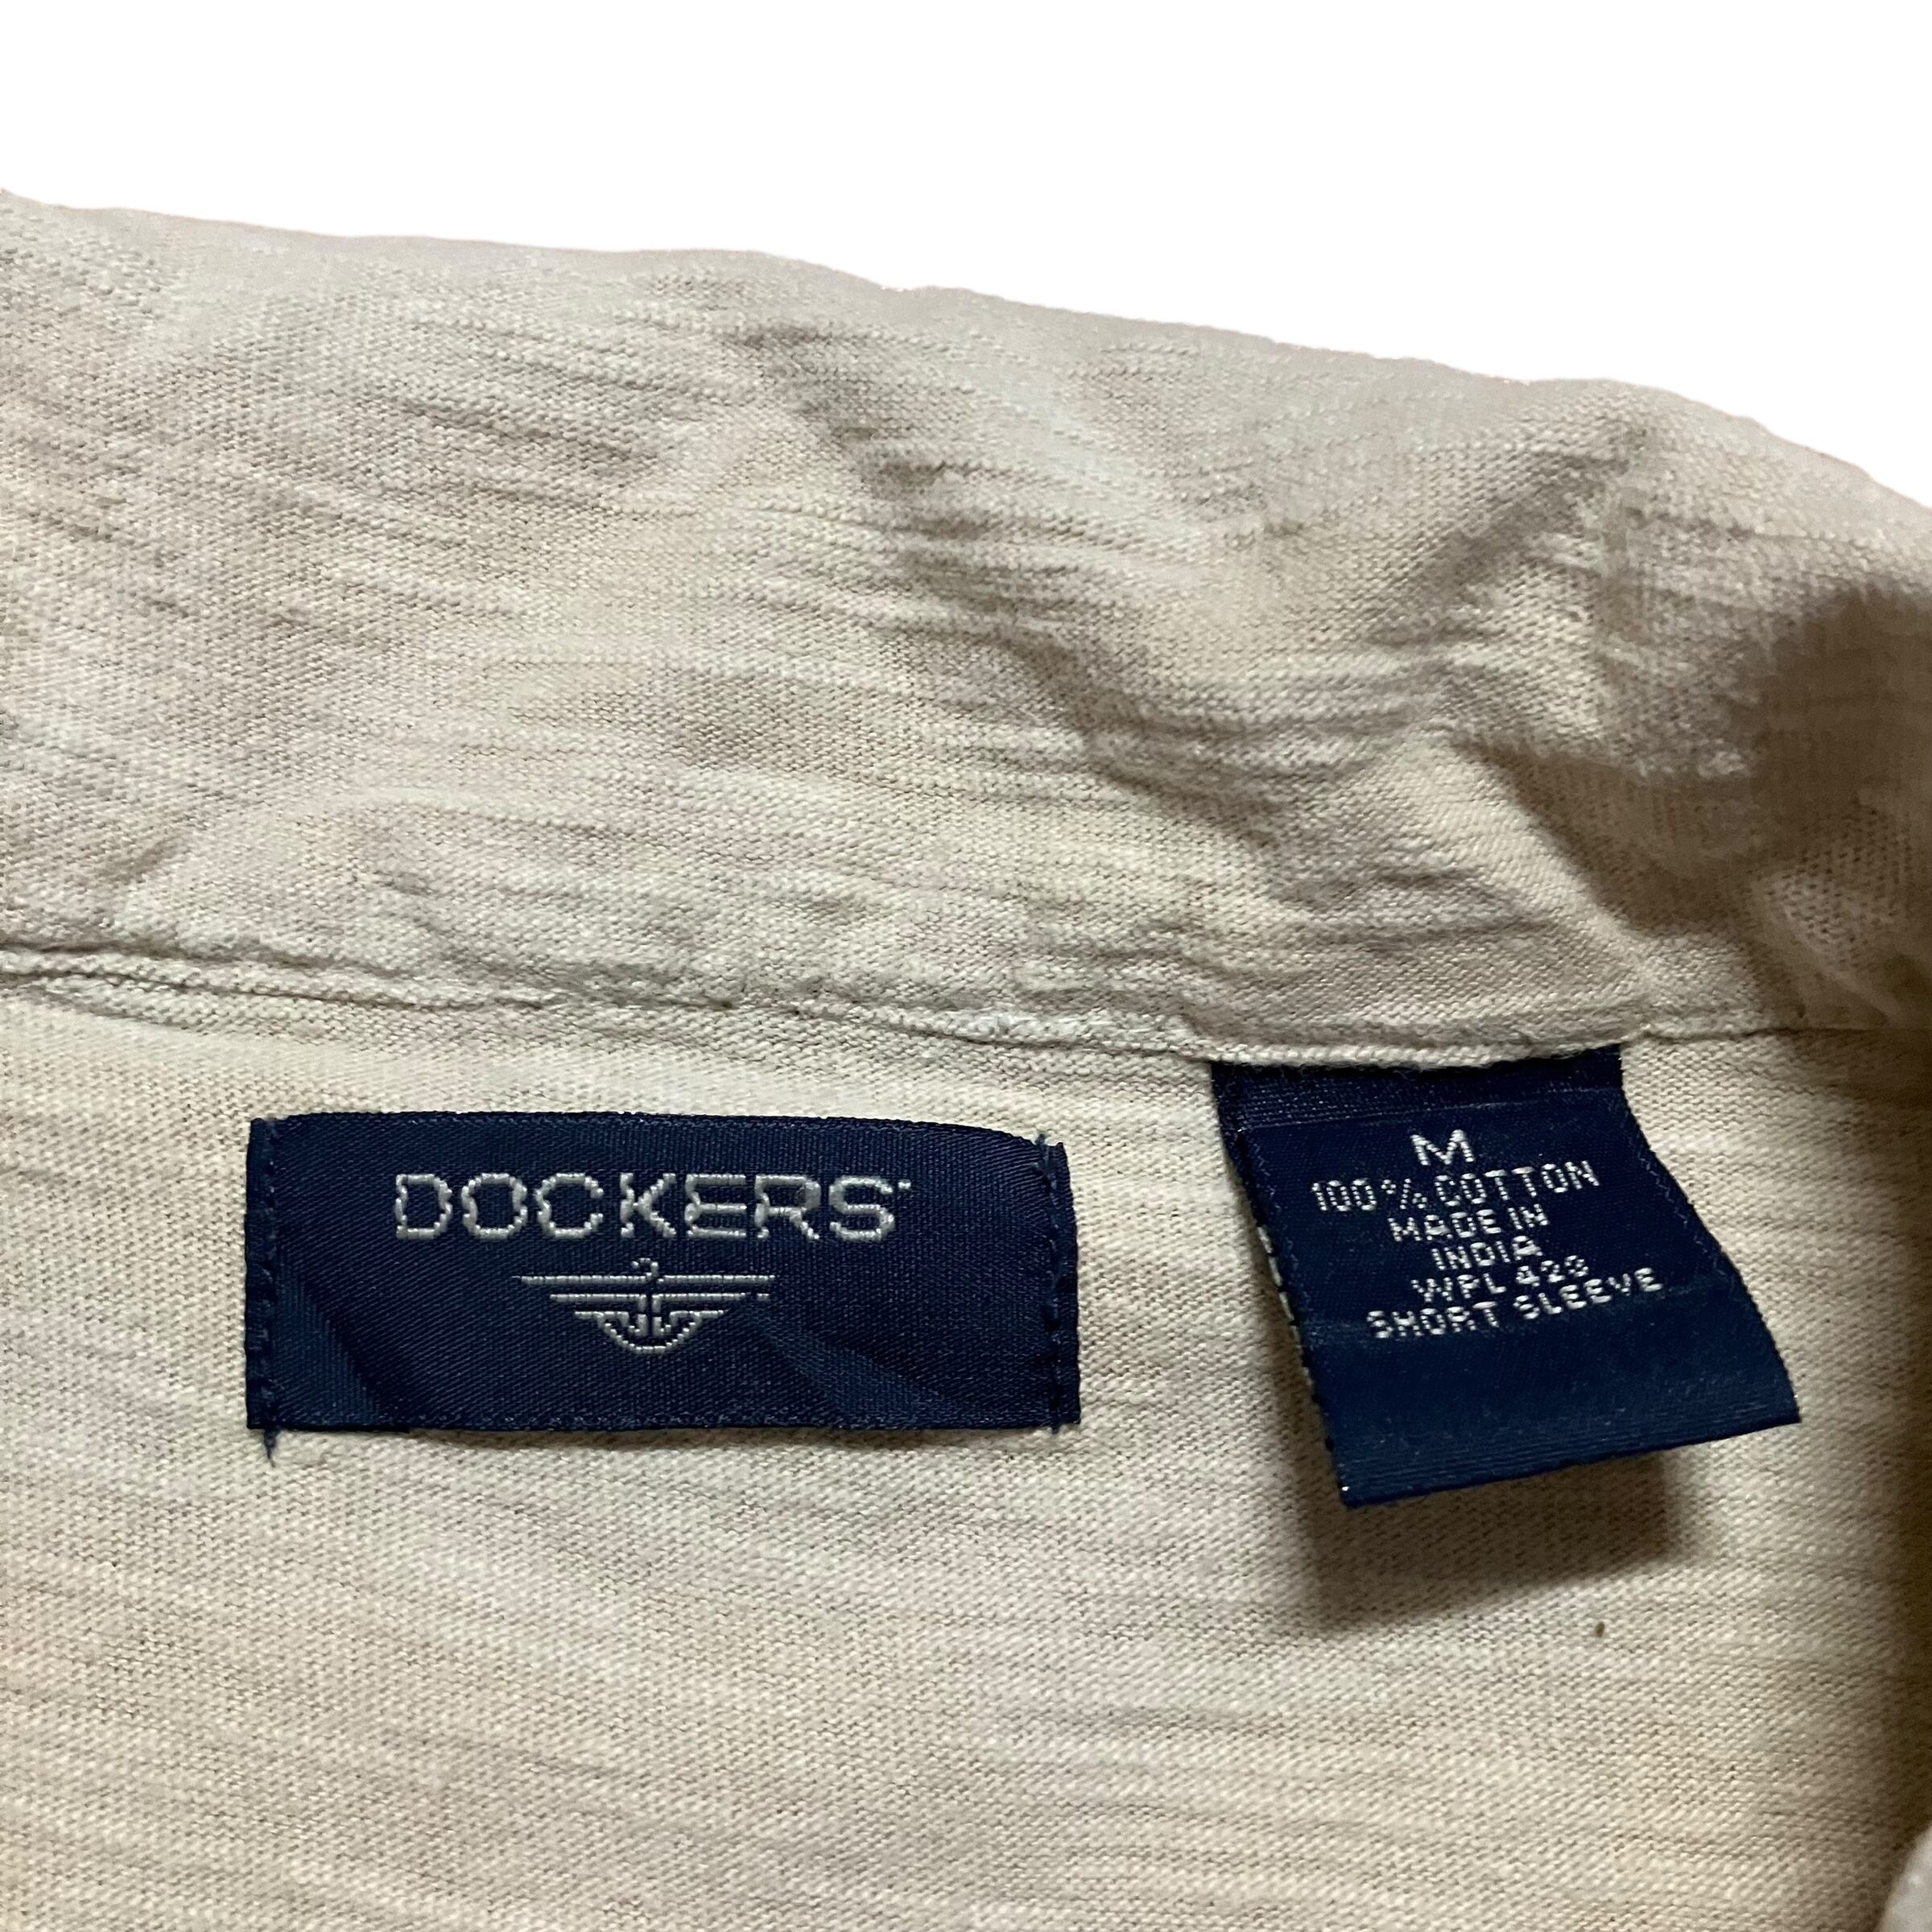 DOCKERS
M
100% COTTON
MADE IN
INDIA
WPL 423
SHORT SLEEVE